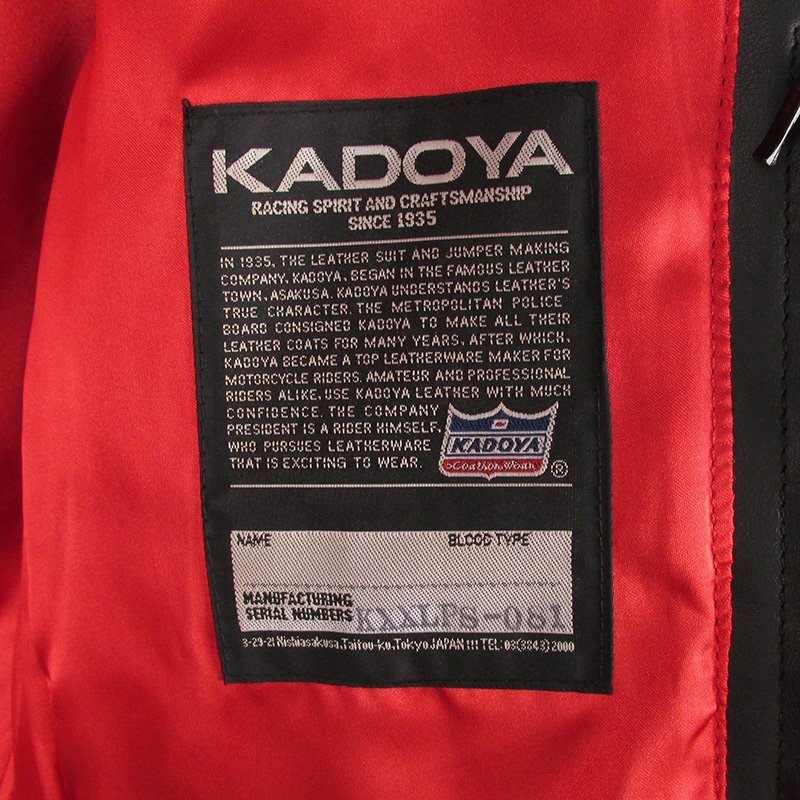 KADOYA
RACING SPIRIT AND CRAFTSMANSHIP
SINCE 1935
IN 1935, THE LEATHER SUIT AND JUMPER MAKING
COMPANY, KADOYA, BEGAN IN THE FAMOUS LEATHER
TOWN, ASAKUSA. KADOYA UNDERSTANDS LEATHER'S
TRUE CHARACTER. THE METROPOLITAN POLICE
BOARD CONSIGNED KADOYA TO MAKE ALL THEIR
LEATHER COATS FOR MANY YEARS, AFTER WHICH,
KADOYA BECAME A TOP LEATHERWARE MAKER FOR
MOTORCYCLE RIDERS. AMATEUR AND PROFESSIONAL
RIDERS ALIKE, USE KADOYA LEATHER WITH MUCH
CONFIDENCE. THE COMPANY
PRESIDENT IS A RIDER HIMSELF,
WHO PURSUES LEATHERWARE
THAT IS EXCITING TO WEAR.
KADOYA
Leather Wear
®
NAME BLOOD TYPE
MANUFACTURING
SERIAL NUMBERS KXXLPS-081
3-29-21 Nishiasakusa,Taitou-ku,Tokyo JAPAN !!! TEL: 03(3843) 2000